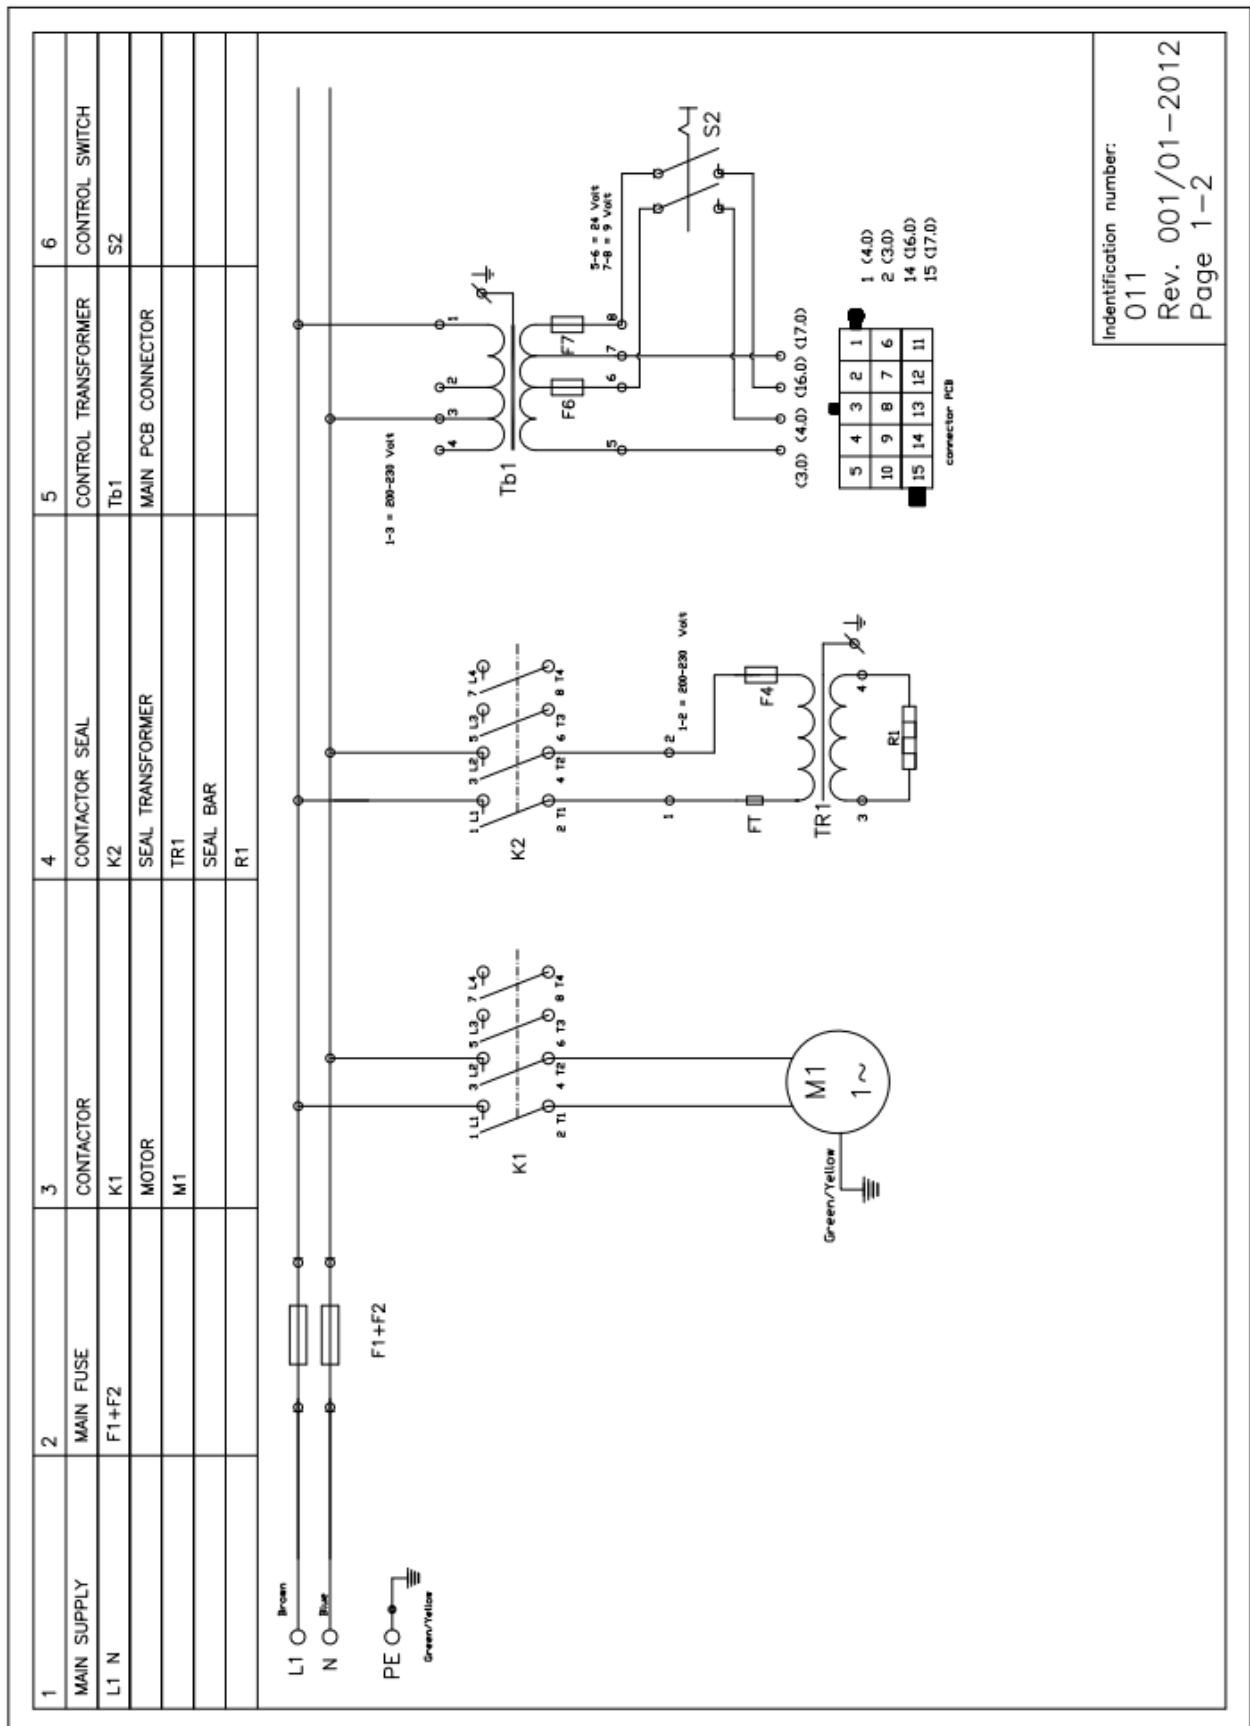 1 2 3 4 5 6
MAIN SUPPLY MAIN FUSE CONTACTOR CONTACTOR SEAL CONTROL TRANSFORMER CONTROL SWITCH
L1 N F1+F2 K1 K2 Tb1 S2
MOTOR SEAL TRANSFORMER MAIN PCB CONNECTOR
M1 TR1
SEAL BAR
R1
L1 Brown
N Blue
PE
Green/Yellow
F1+F2
1 L1 3 L2 5 L3 7 L4
K1
2 T1 4 T2 6 T3 8 T4
M1
1~
Green/Yellow
1 L1 3 L2 5 L3 7 L4
K2
2 T1 4 T2 6 T3 8 T4
1 2
1-2 = 200-230 Volt
FT F4
TR1
3 4
R1
1-3 = 200-230 Volt
4 3 2 1
Tb1
F6 F7
5 6 7 8
5-6 = 24 Volt
7-8 = 9 Volt
S2
(3.0) (4.0) (16.0) (17.0)
5 4 3 2 1
10 9 8 7 6
15 14 13 12 11
connector PCB
1 (4.0)
2 (3.0)
14 (16.0)
15 (17.0)
Indentification number:
011
Rev. 001/01-2012
Page 1-2